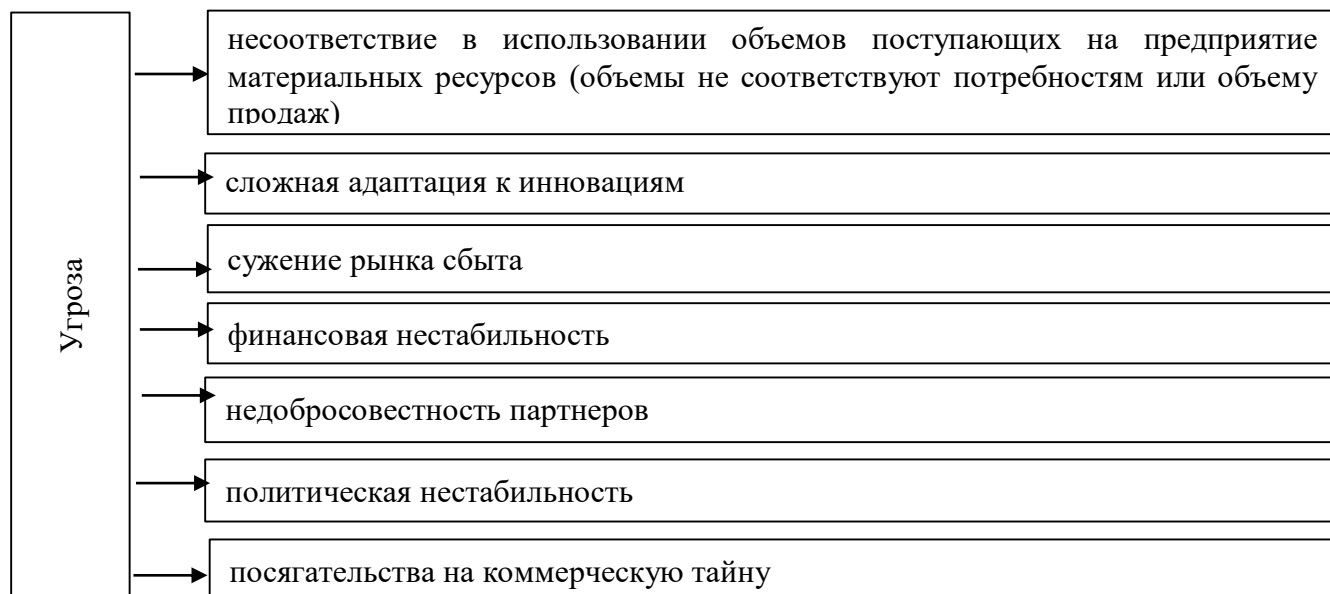 Угроза
несоответствие в использовании объемов поступающих на предприятие
материальных ресурсов (объемы не соответствуют потребностям или объему
продаж)
сложная адаптация к инновациям
сужение рынка сбыта
финансовая нестабильность
недобросовестность партнеров
политическая нестабильность
посягательства на коммерческую тайну